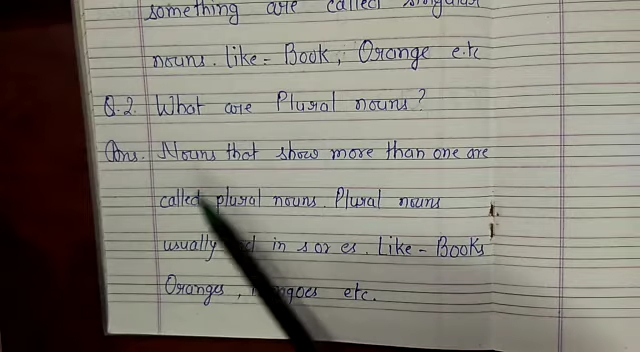 something are called singular
nouns. like - Book, Orange etc
Q.2. What are Plural nouns?
Ans. Nouns that show more than one are
called plural nouns. Plural nouns
usually in s or es. Like - Books
Oranges, etc.